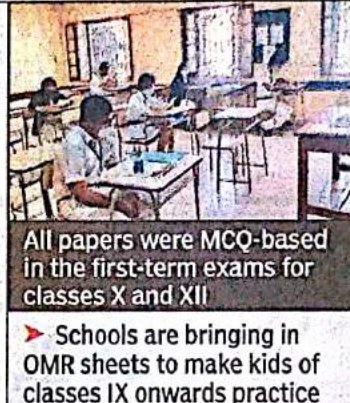 All papers were MCQ-based
in the first-term exams for
classes X and XII
➤ Schools are bringing in
OMR sheets to make kids of
classes IX onwards practice